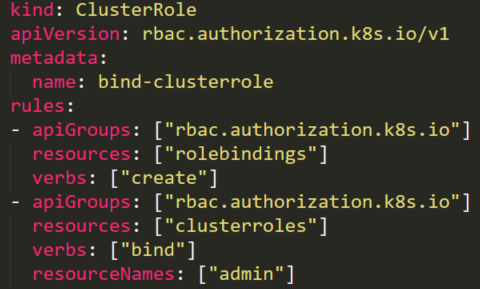 kind: ClusterRole
apiVersion: rbac.authorization.k8s.io/v1
metadata:
  name: bind-clusterrole
rules:
- apiGroups: ["rbac.authorization.k8s.io"]
  resources: ["rolebindings"]
  verbs: ["create"]
- apiGroups: ["rbac.authorization.k8s.io"]
  resources: ["clusterroles"]
  verbs: ["bind"]
  resourceNames: ["admin"]